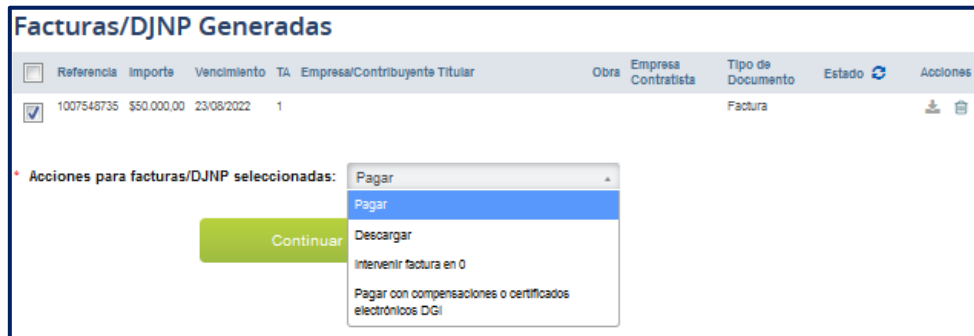 Facturas/DJNP Generadas
Referencia Importe Vencimiento TA Empresa/Contribuyente Titular Obra Empresa Contratista Tipo de Documento Estado Acciones
1007548735 $50.000,00 23/08/2022 1 Factura
* Acciones para facturas/DJNP seleccionadas: Pagar
Pagar
Continuar
Descargar
Intervenir factura en 0
Pagar con compensaciones o certificados
electrónicos DGI